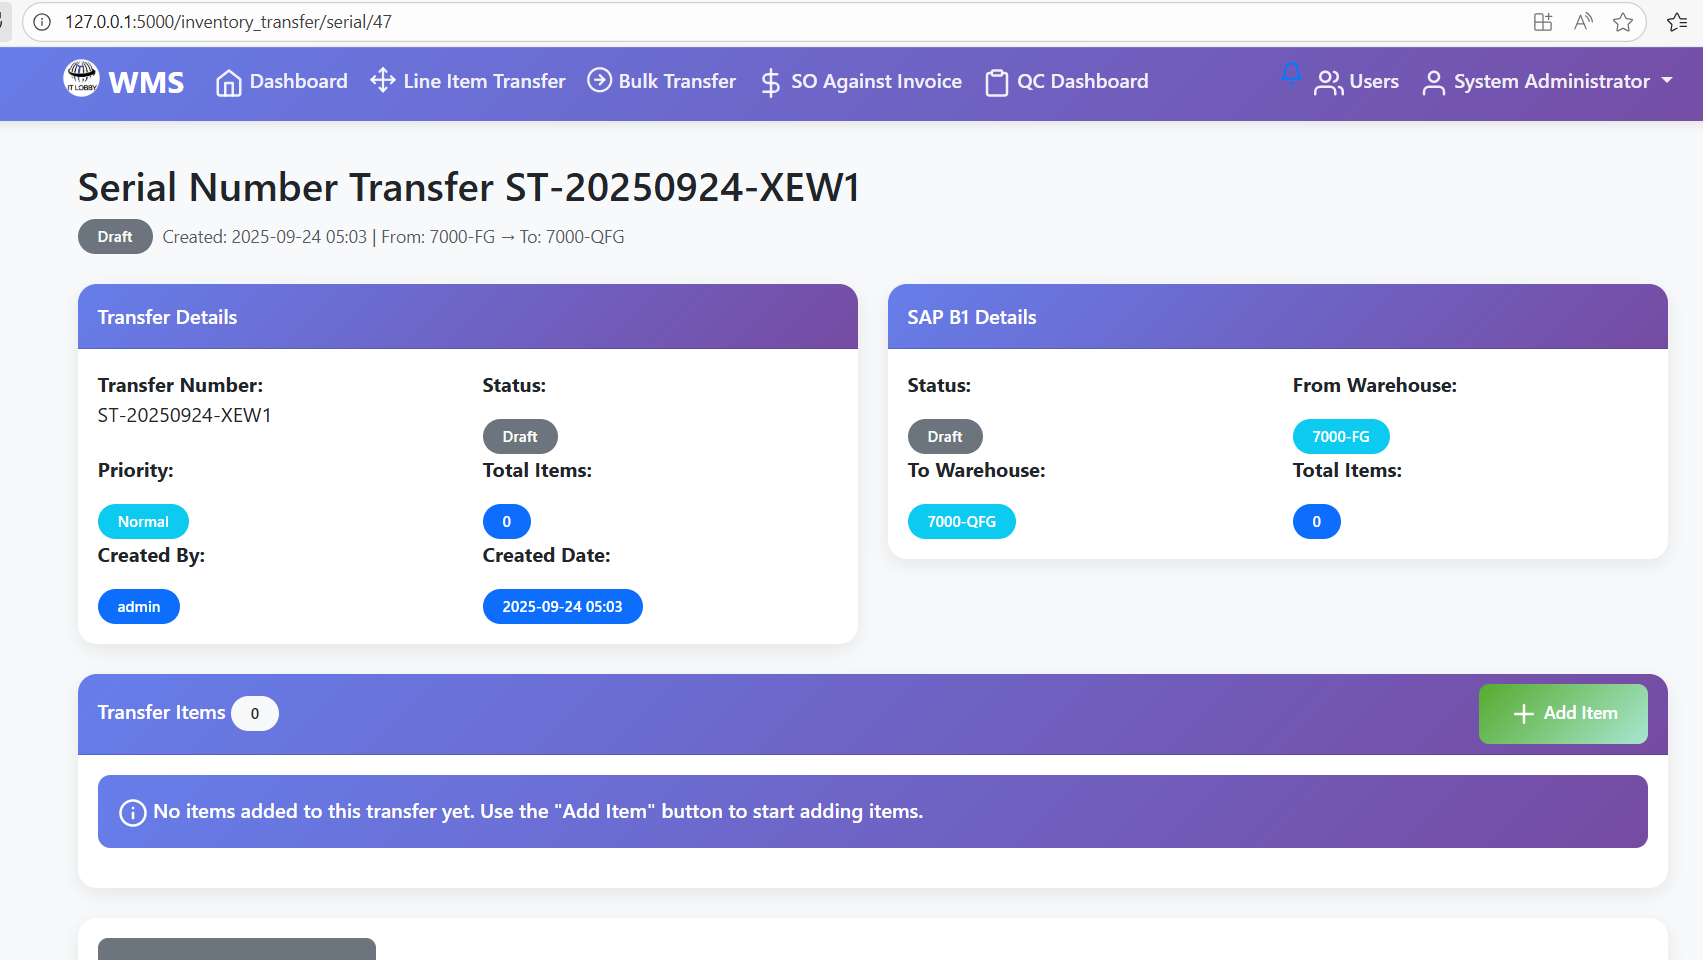 127.0.0.1:5000/inventory_transfer/serial/47
IT LOBBY WMS Dashboard Line Item Transfer Bulk Transfer SO Against Invoice QC Dashboard Users System Administrator
Serial Number Transfer ST-20250924-XEW1
Draft Created: 2025-09-24 05:03 | From: 7000-FG → To: 7000-QFG
Transfer Details
Transfer Number:
ST-20250924-XEW1
Status:
Draft
Priority:
Normal
Total Items:
0
Created By:
admin
Created Date:
2025-09-24 05:03
SAP B1 Details
Status:
Draft
From Warehouse:
7000-FG
To Warehouse:
7000-QFG
Total Items:
0
Transfer Items 0
Add Item
No items added to this transfer yet. Use the "Add Item" button to start adding items.